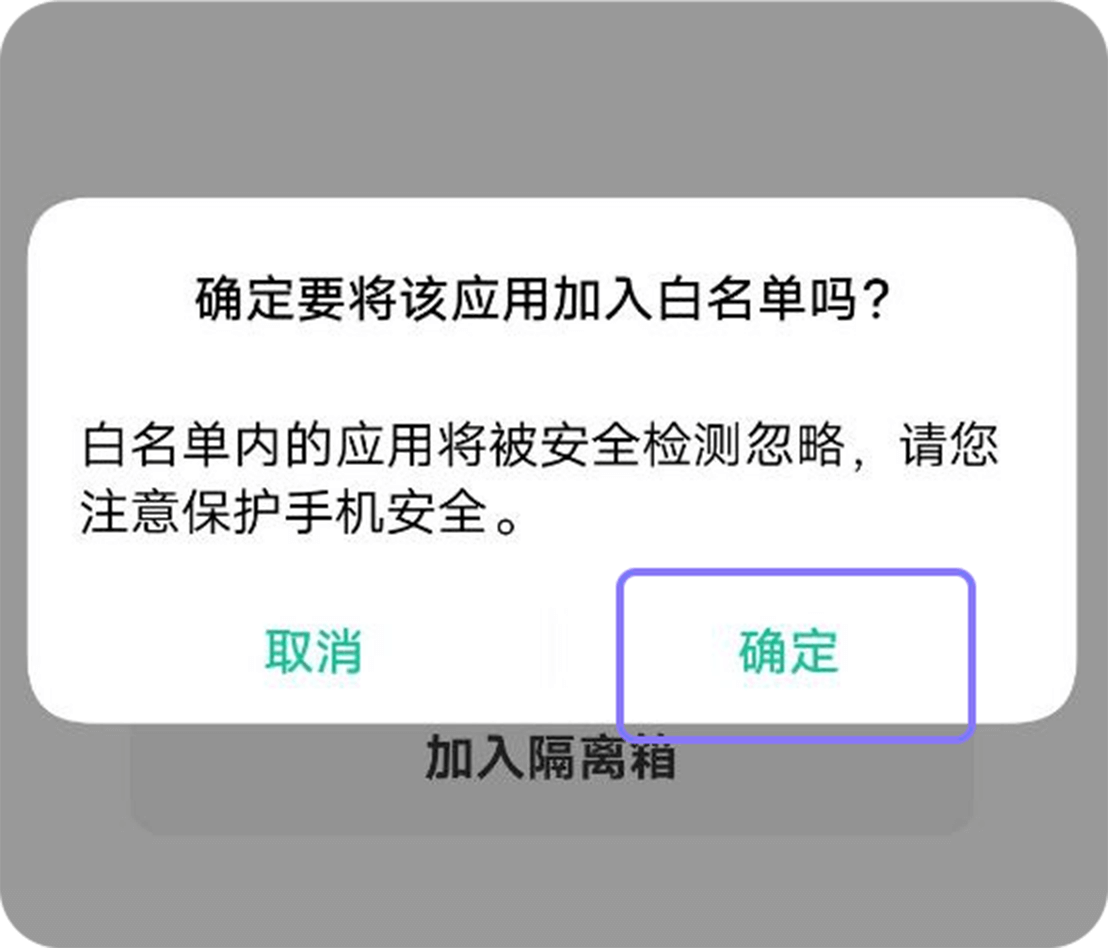 确定要将该应用加入白名单吗?
白名单内的应用将被安全检测忽略，请您
注意保护手机安全。
取消
确定
加入隔离箱